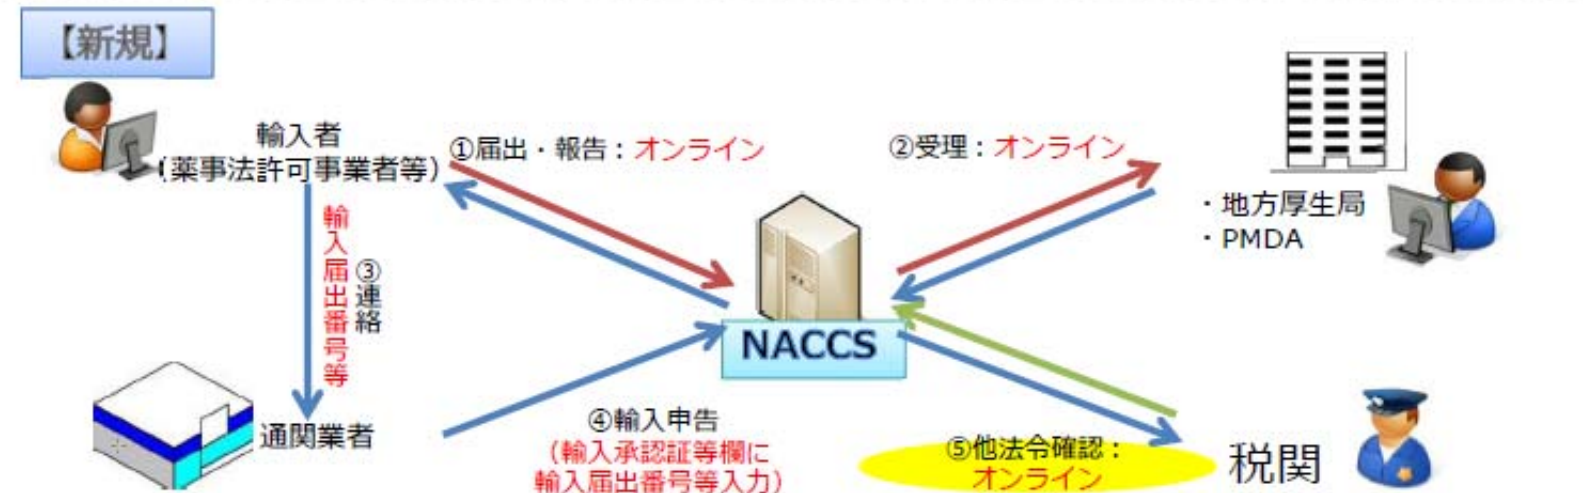 【新規】
輸入者
(薬事法許可事業者等)
①届出・報告:オンライン
②受理:オンライン
・地方厚生局
・PMDA
③連絡
輸入届出番号等
NACCS
通関業者
④輸入申告
(輸入承認証等欄に
輸入届出番号等入力)
⑤他法令確認:
オンライン
税関